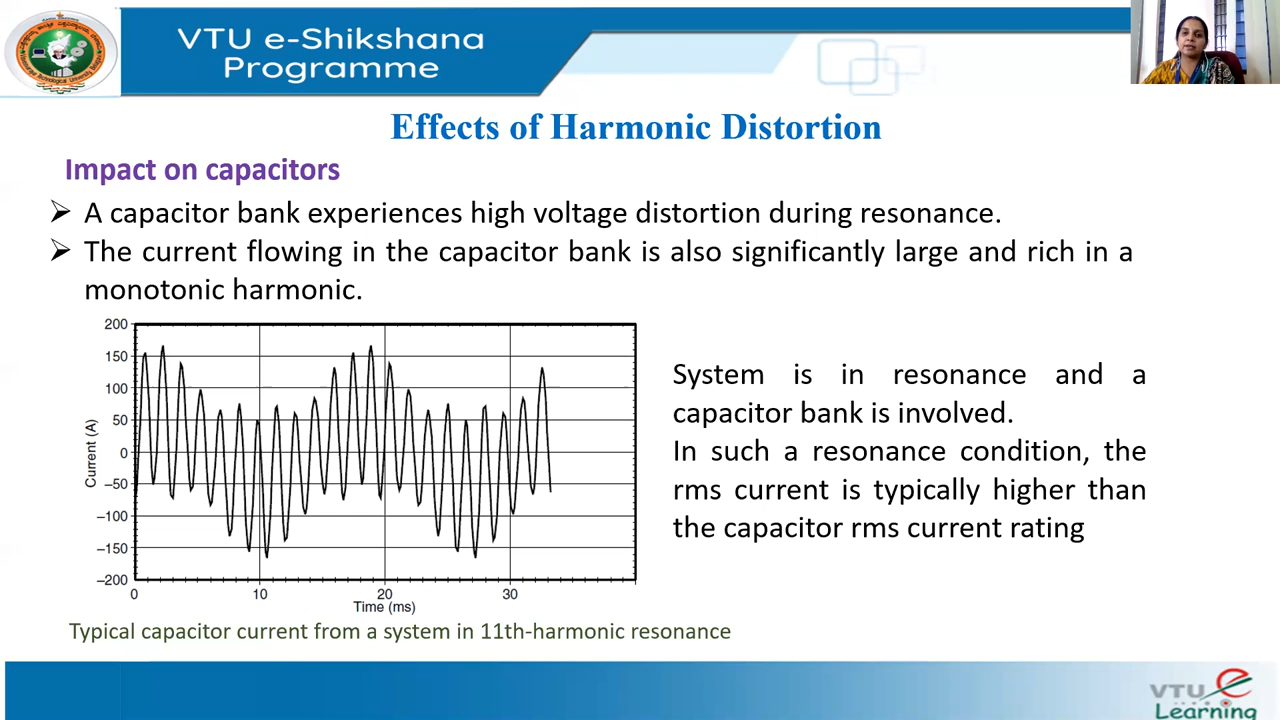 VTU e-Shikshana
Programme
Effects of Harmonic Distortion
Impact on capacitors
➢ A capacitor bank experiences high voltage distortion during resonance.
➢ The current flowing in the capacitor bank is also significantly large and rich in a
monotonic harmonic.
200
150
100
50
0
−50
−100
−150
−200
Current (A)
0 10 20 30
Time (ms)
Typical capacitor current from a system in 11th-harmonic resonance
System is in resonance and a
capacitor bank is involved.
In such a resonance condition, the
rms current is typically higher than
the capacitor rms current rating
VTU e
Learning